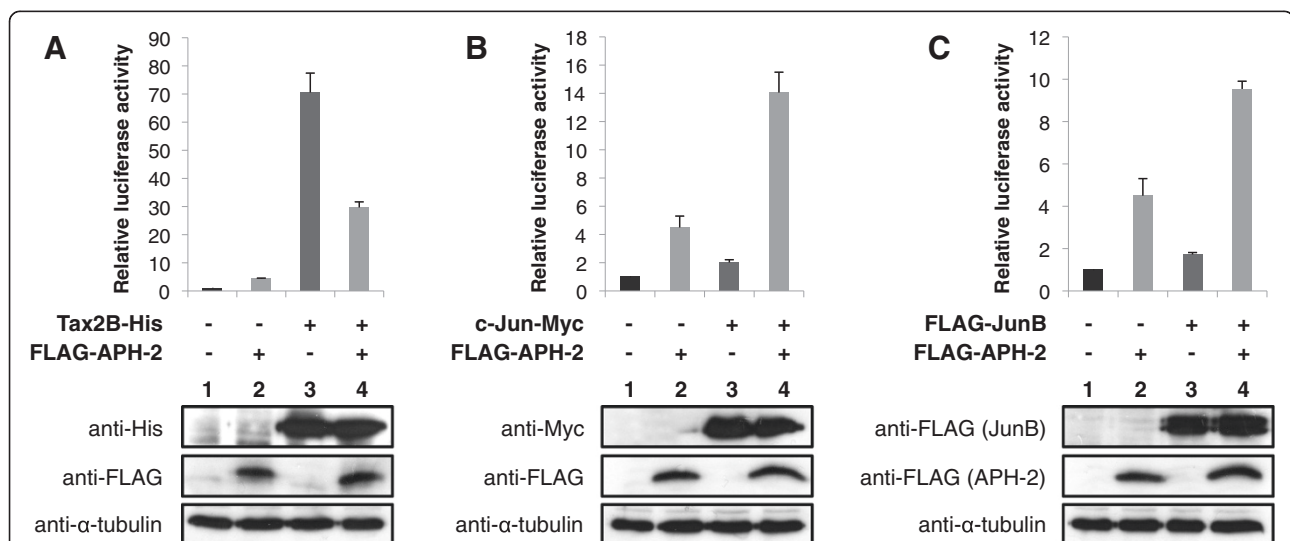 A
Relative luciferase activity
90
80
70
60
50
40
30
20
10
0
Tax2B-His - - + +
FLAG-APH-2 - + - +
1 2 3 4
anti-His
anti-FLAG
anti-α-tubulin
B
Relative luciferase activity
18
16
14
12
10
8
6
4
2
0
c-Jun-Myc - - + +
FLAG-APH-2 - + - +
1 2 3 4
anti-Myc
anti-FLAG
anti-α-tubulin
C
Relative luciferase activity
12
10
8
6
4
2
0
FLAG-JunB - - + +
FLAG-APH-2 - + - +
1 2 3 4
anti-FLAG (JunB)
anti-FLAG (APH-2)
anti-α-tubulin